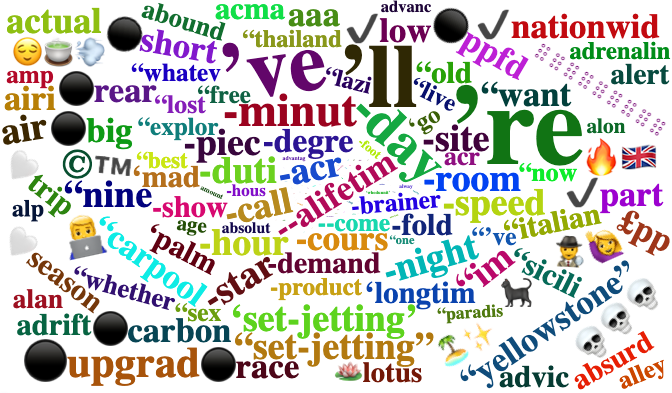 actual
abound
acma
aaa
advanc
low
nationwid
short
“thailand
’ve
’ll
ppfd
adrenalin
alert
amp
“whatev
“lazi
“old
’re
airi
rear
“lost
“free
“live
“want
air
big
“explor
-minut
-day
‘go
-site
alon
-piec
-degre
acr
©™
“best
-duti
-acr
advantag
-foot
-room
“now
trip
‘mad
amount
-hous
--alifetim
alway
-brainer
-speed
part
alp
“nine
-show
-call
“italian
£pp
“carpool
‘palm
age
absolut
--come
-fold
-hour
-cours
“one
-night
“’ve
season
“whether
-star
-demand
“im
“sicili
-product
‘longtim
alan
“sex
“paradis
“yellowstone”
adrift
carbon
‘set-jetting’
“set-jetting”
upgrad
race
lotus
advic
absurd
alley